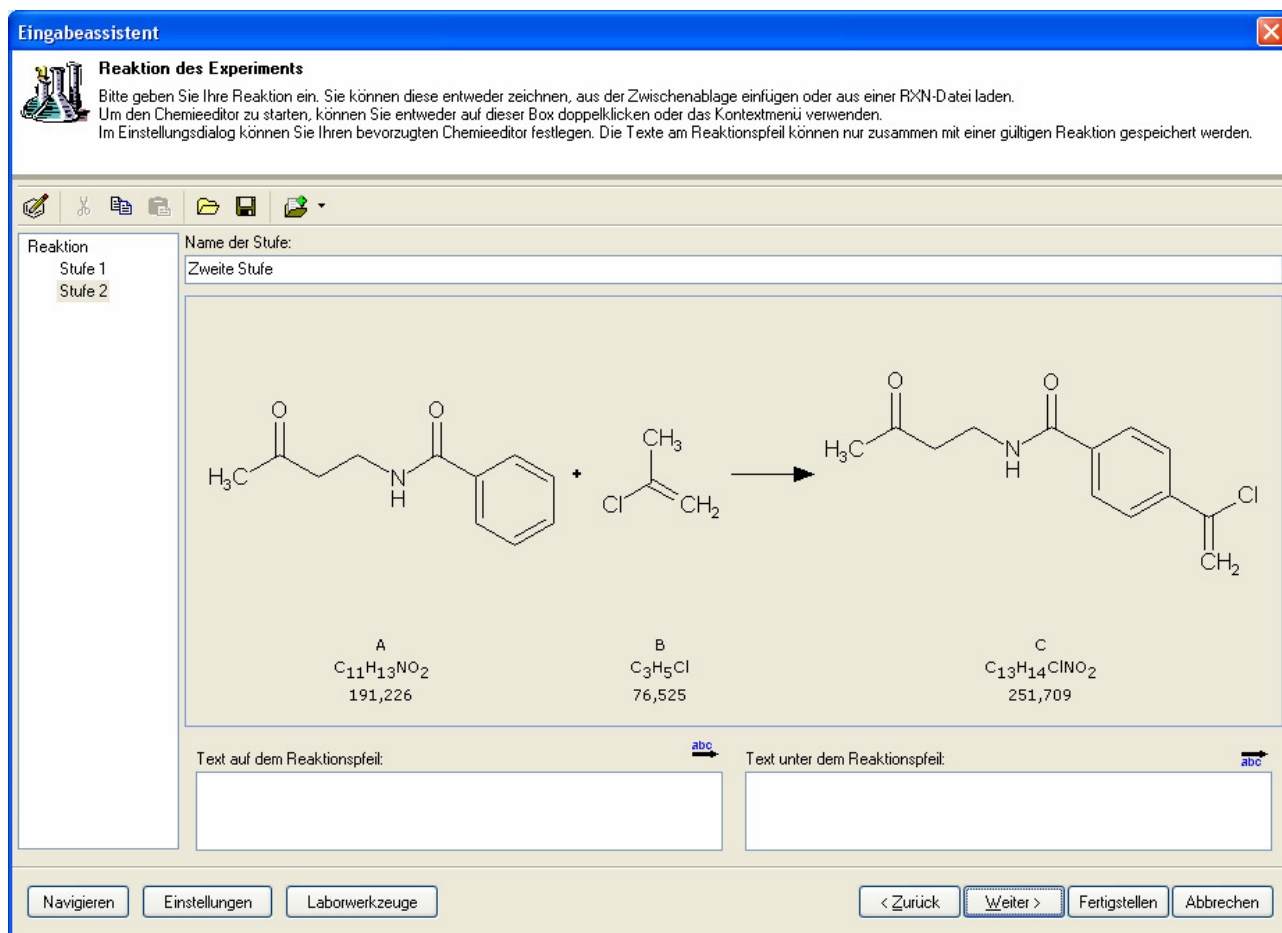 Eingabeassistent
Reaktion des Experiments
Bitte geben Sie Ihre Reaktion ein. Sie können diese entweder zeichnen, aus der Zwischenablage einfügen oder aus einer RXN-Datei laden.
Um den Chemieeditor zu starten, können Sie entweder auf dieser Box doppelklicken oder das Kontextmenü verwenden.
Im Einstellungsdialog können Sie Ihren bevorzugten Chemieeditor festlegen. Die Texte am Reaktionspfeil können nur zusammen mit einer gültigen Reaktion gespeichert werden.
Reaktion
Stufe 1
Stufe 2
Name der Stufe:
Zweite Stufe
O O
H₃C N
H
+
CH₃
Cl CH₂
O O
H₃C N
H
Cl
CH₂
A B C
C₁₁H₁₃NO₂ C₃H₅Cl C₁₃H₁₄ClNO₂
191,226 76,525 251,709
Text auf dem Reaktionspfeil: abc
Text unter dem Reaktionspfeil: abc
Navigieren Einstellungen Laborwerkzeuge < Zurück Weiter > Fertigstellen Abbrechen